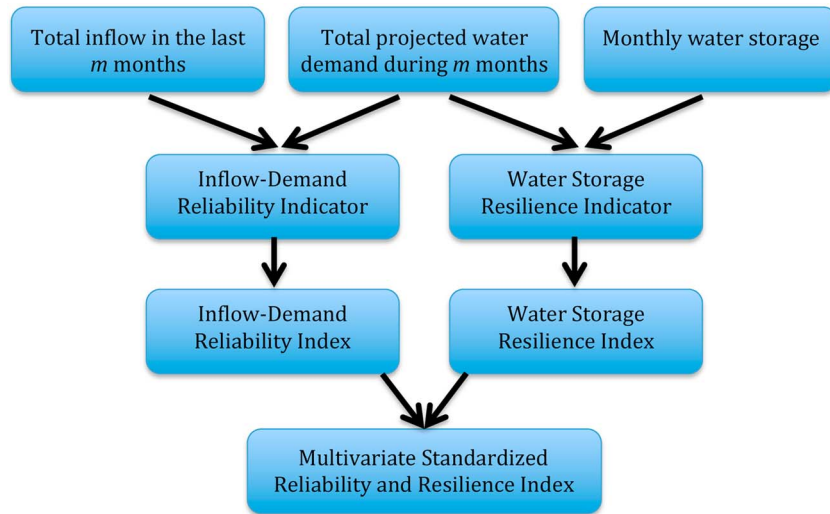 Total inflow in the last
m months
Total projected water
demand during m months
Monthly water storage
Inflow-Demand
Reliability Indicator
Water Storage
Resilience Indicator
Inflow-Demand
Reliability Index
Water Storage
Resilience Index
Multivariate Standardized
Reliability and Resilience Index